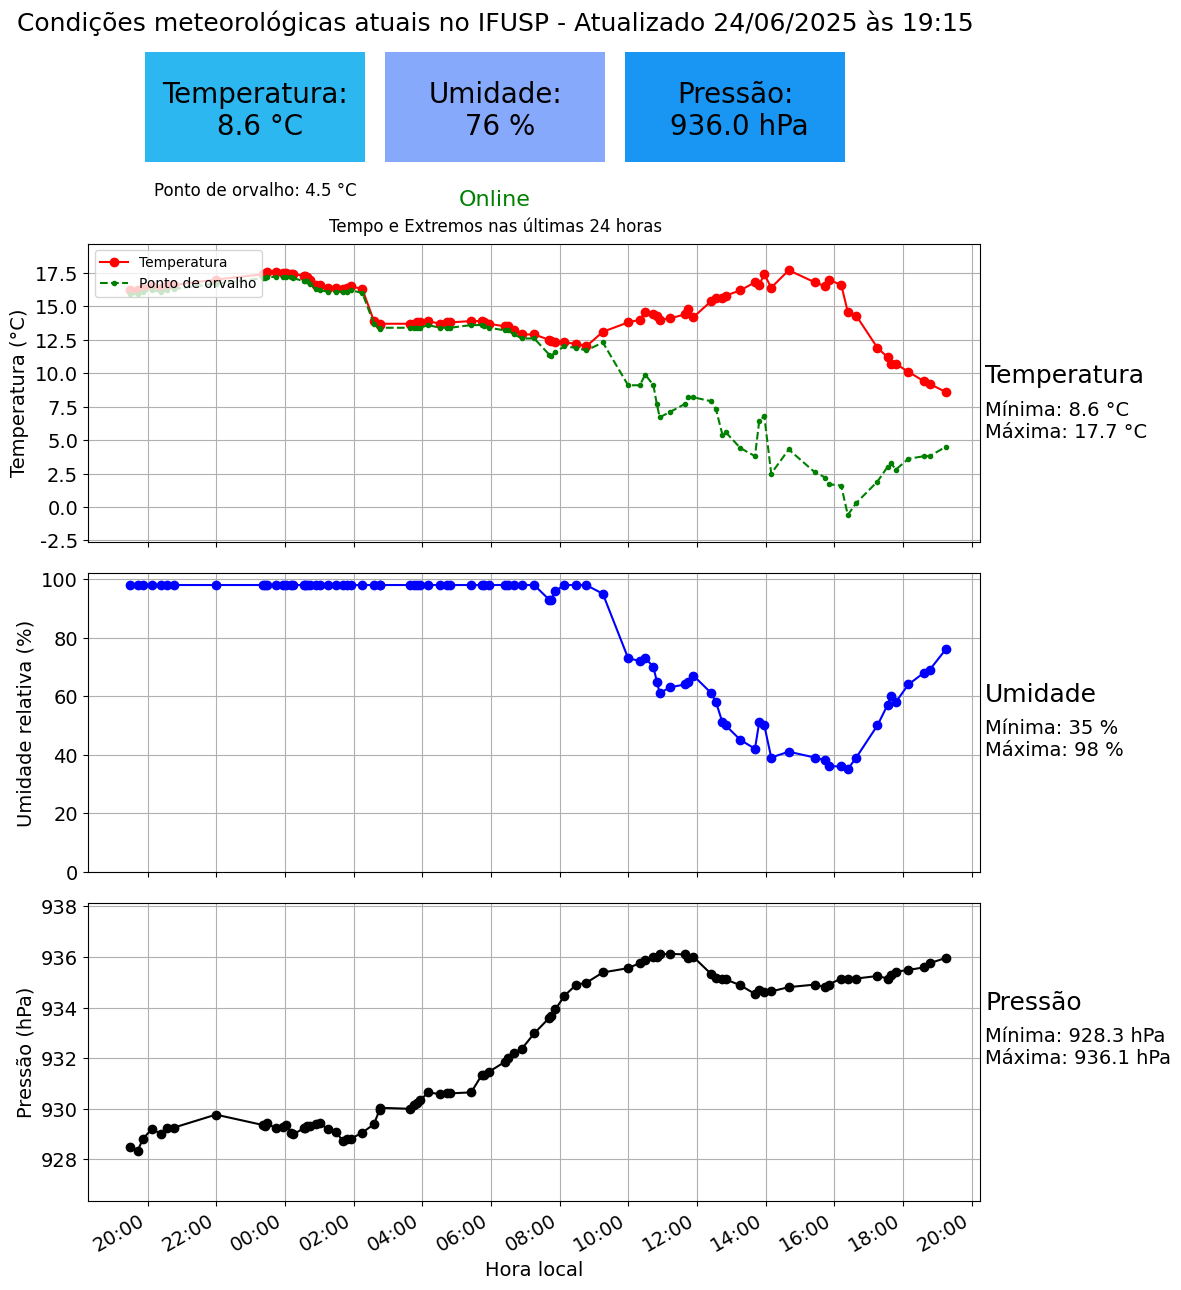 Condições meteorológicas atuais no IFUSP - Atualizado 24/06/2025 às 19:15
Temperatura:
8.6 °C
Umidade:
76 %
Pressão:
936.0 hPa
Ponto de orvalho: 4.5 °C
Online
Tempo e Extremos nas últimas 24 horas
Temperatura
Ponto de orvalho
Temperatura (°C)
17.5
15.0
12.5
10.0
7.5
5.0
2.5
0.0
-2.5
Temperatura
Mínima: 8.6 °C
Máxima: 17.7 °C
Umidade relativa (%)
100
80
60
40
20
0
Umidade
Mínima: 35 %
Máxima: 98 %
Pressão (hPa)
938
936
934
932
930
928
Pressão
Mínima: 928.3 hPa
Máxima: 936.1 hPa
20:00
22:00
00:00
02:00
04:00
06:00
08:00
10:00
12:00
14:00
16:00
18:00
20:00
Hora local